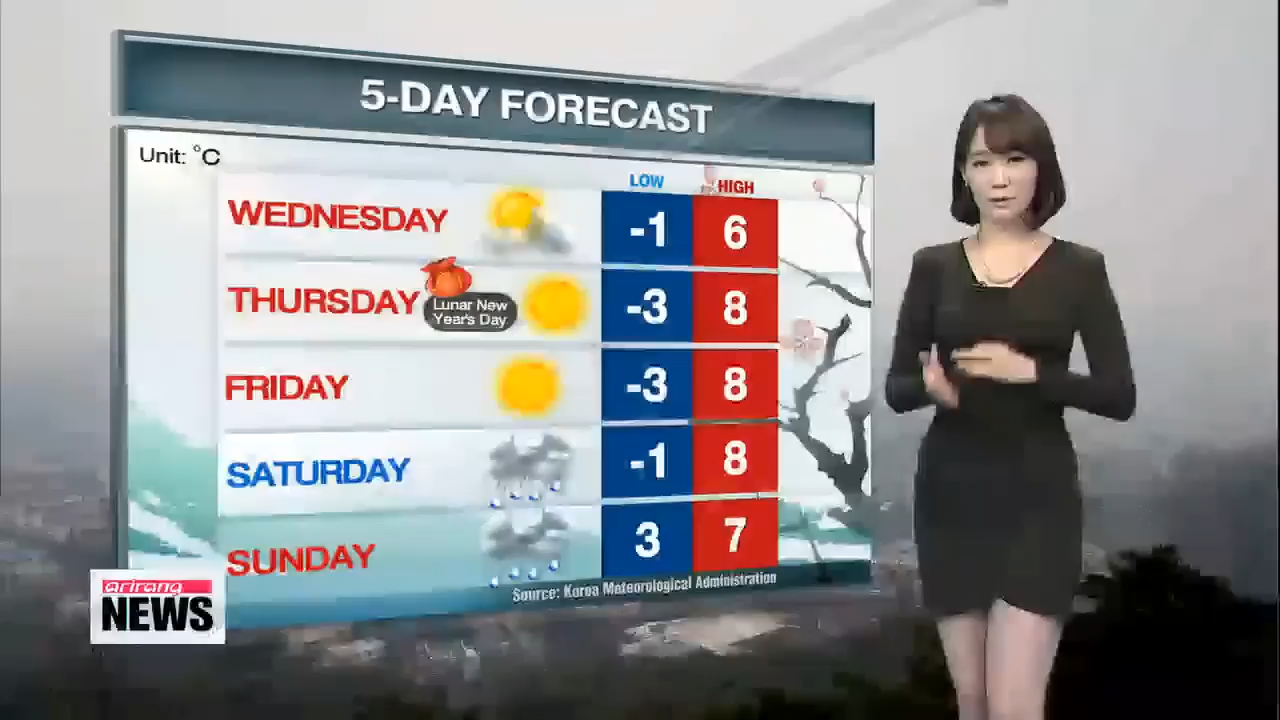 5-DAY FORECAST
Unit: °C
LOW HIGH
WEDNESDAY -1 6
THURSDAY Lunar New Year's Day -3 8
FRIDAY -3 8
SATURDAY -1 8
SUNDAY 3 7
Source: Korea Meteorological Administration
arirang
NEWS